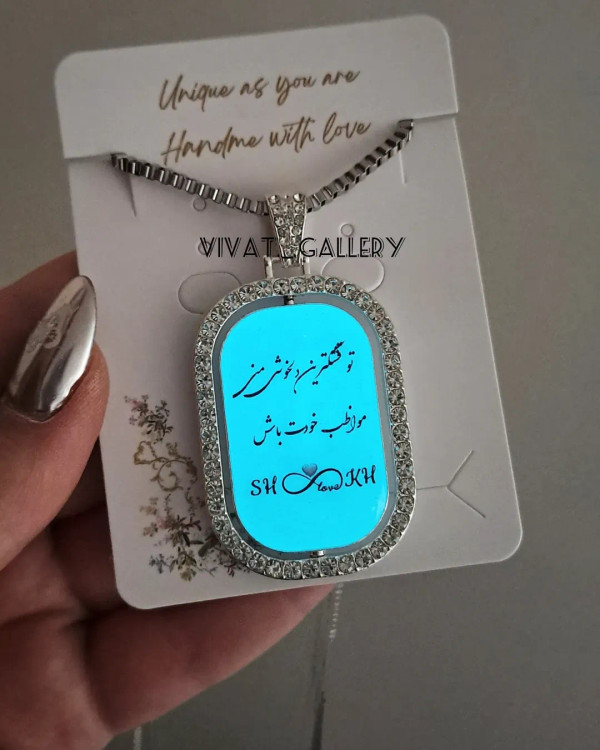 Unique as you are
Handme with love
VIVAT_GALLERY
تو قشنگترین دلخوشی منی
مواظب خودت باش
SH love KH